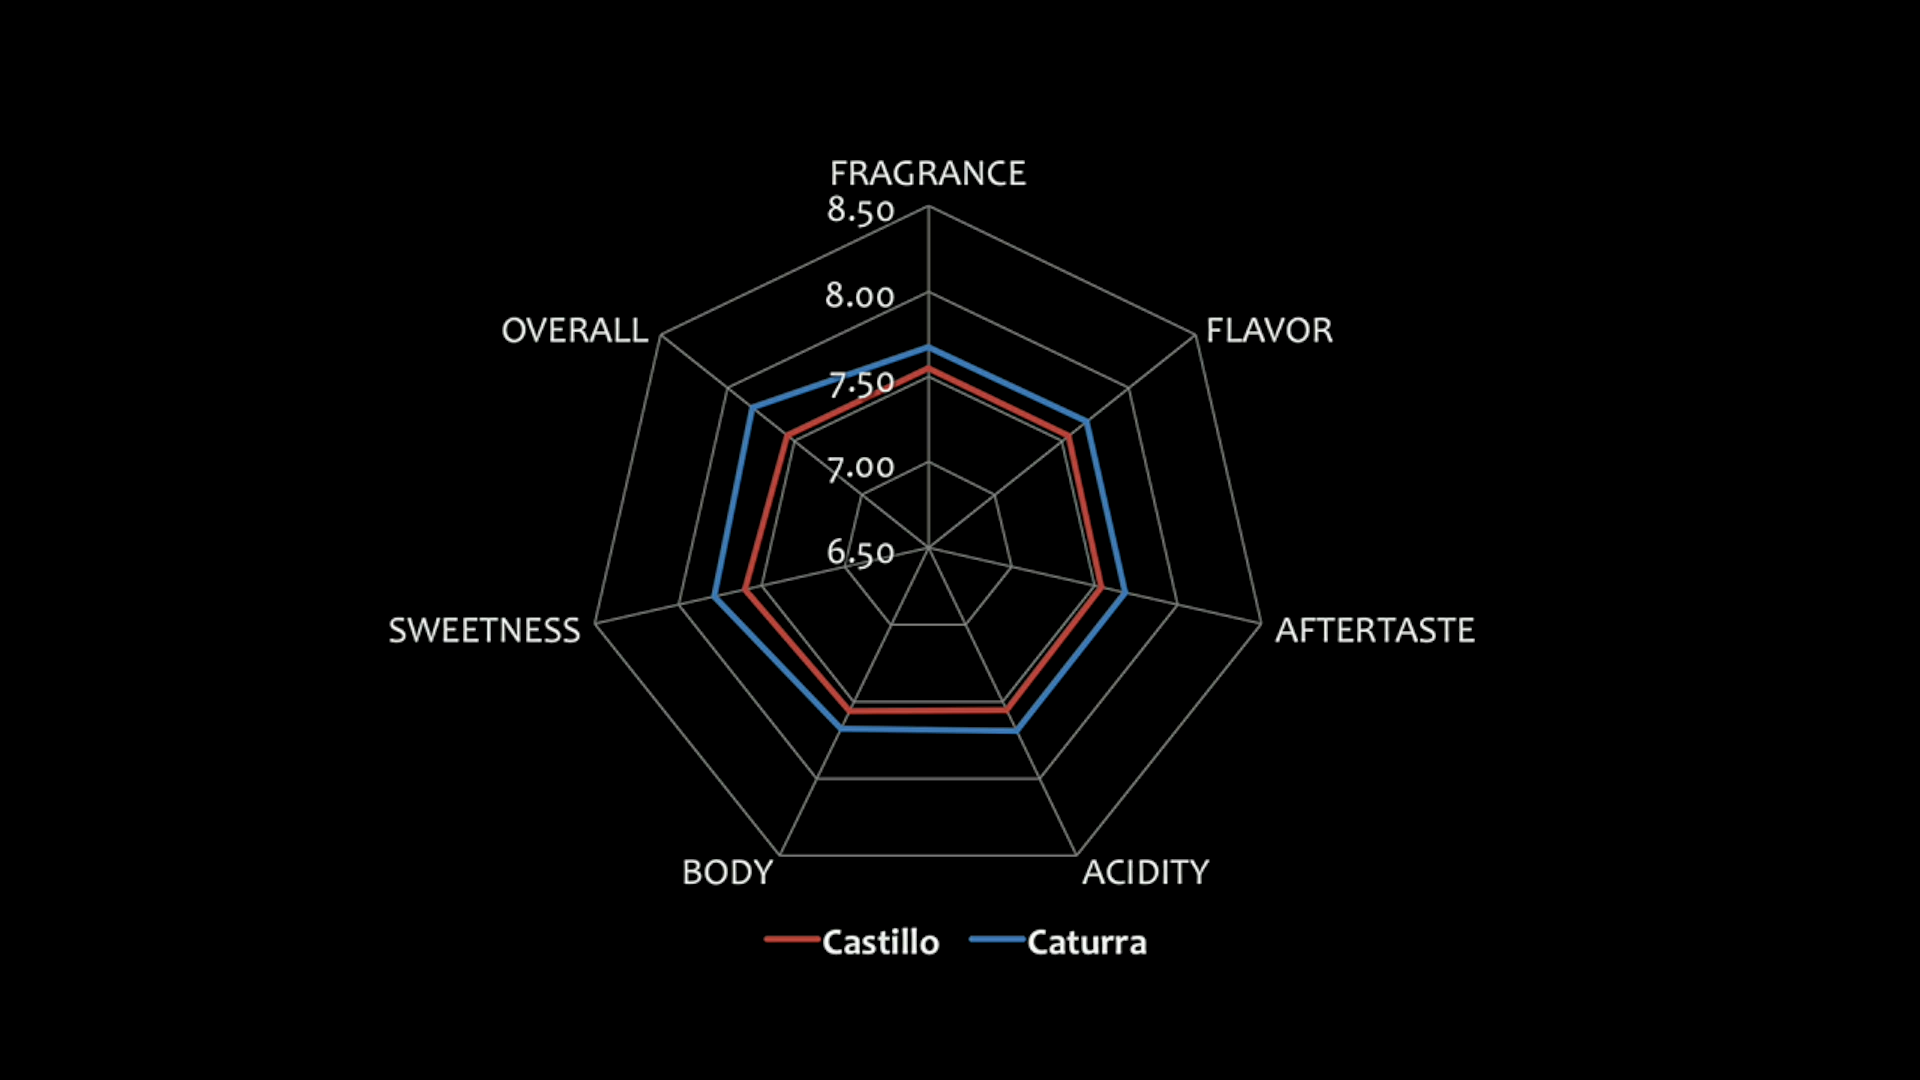 FRAGRANCE
8.50
8.00
OVERALL
FLAVOR
7.50
7.00
6.50
SWEETNESS
AFTERTASTE
BODY
ACIDITY
Castillo
Caturra